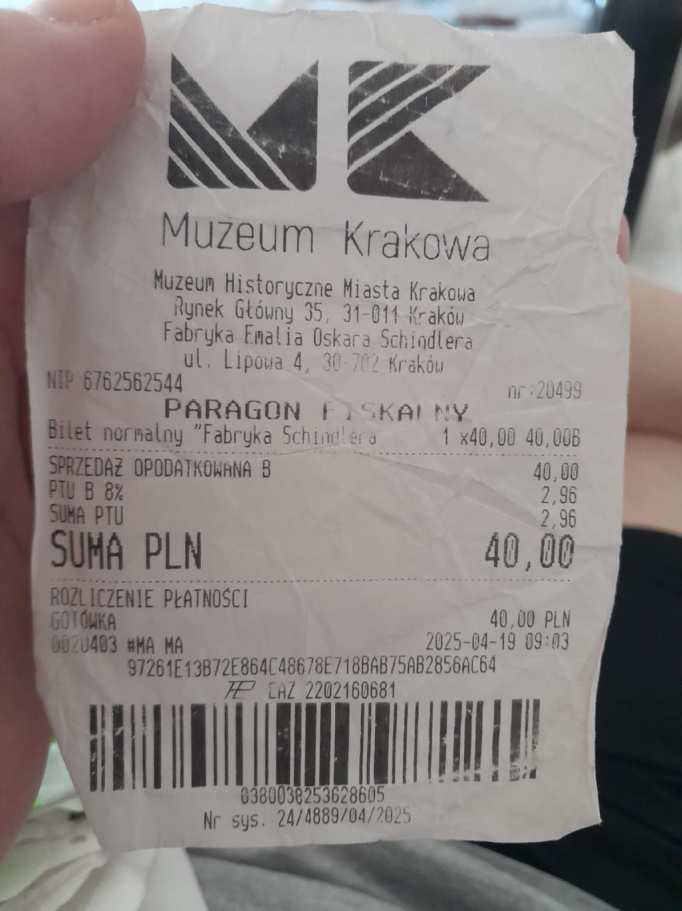 MK
Muzeum Krakowa
Muzeum Historyczne Miasta Krakowa
Rynek Główny 35, 31-011 Kraków
Fabryka Emalia Oskara Schindlera
ul. Lipowa 4, 30-702 Kraków
NIP 6762562544 nr:20499
PARAGON FISKALNY
Bilet normalny "Fabryka Schindlera 1 x40,00 40,00B
SPRZEDAŻ OPODATKOWANA B 40,00
PTU B 8% 2,96
SUMA PTU 2,96
SUMA PLN 40,00
ROZLICZENIE PŁATNOŚCI
GOTÓWKA 40,00 PLN
0020403 #MA MA 2025-04-19 09:03
97261E13B72E864C48678E718BAB75AB2856AC64
EAZ 2202160681
0380038253628605
Nr sys. 24/4889/04/2025